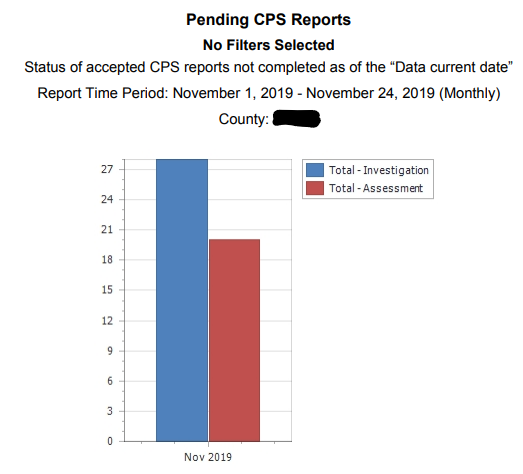 Pending CPS Reports
No Filters Selected
Status of accepted CPS reports not completed as of the “Data current date”
Report Time Period: November 1, 2019 - November 24, 2019 (Monthly)
County:
Total - Investigation
Total - Assessment
27
24
21
18
15
12
9
6
3
0
Nov 2019